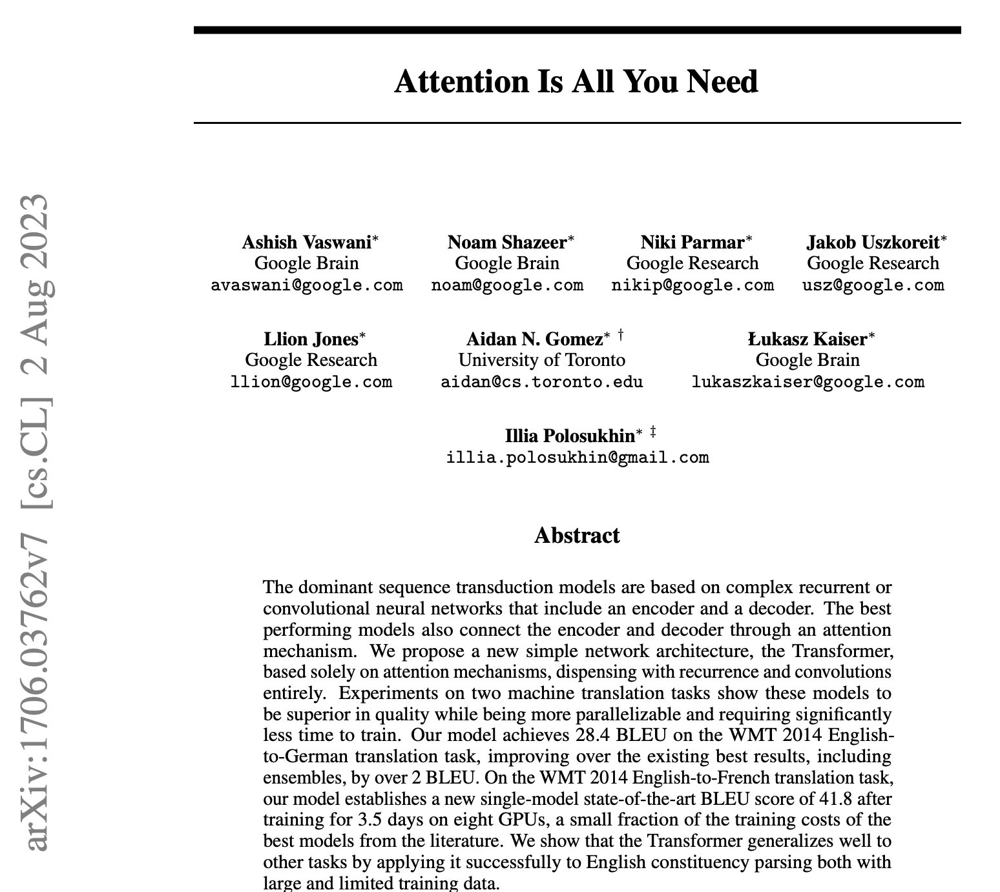 Attention Is All You Need
arXiv:1706.03762v7 [cs.CL] 2 Aug 2023
Ashish Vaswani* Noam Shazeer* Niki Parmar* Jakob Uszkoreit*
Google Brain Google Brain Google Research Google Research
avaswani@google.com noam@google.com nikip@google.com usz@google.com
Llion Jones* Aidan N. Gomez* † Łukasz Kaiser*
Google Research University of Toronto Google Brain
llion@google.com aidan@cs.toronto.edu lukaszkaiser@google.com
Illia Polosukhin* ‡
illia.polosukhin@gmail.com
Abstract
The dominant sequence transduction models are based on complex recurrent or
convolutional neural networks that include an encoder and a decoder. The best
performing models also connect the encoder and decoder through an attention
mechanism. We propose a new simple network architecture, the Transformer,
based solely on attention mechanisms, dispensing with recurrence and convolutions
entirely. Experiments on two machine translation tasks show these models to
be superior in quality while being more parallelizable and requiring significantly
less time to train. Our model achieves 28.4 BLEU on the WMT 2014 English-
to-German translation task, improving over the existing best results, including
ensembles, by over 2 BLEU. On the WMT 2014 English-to-French translation task,
our model establishes a new single-model state-of-the-art BLEU score of 41.8 after
training for 3.5 days on eight GPUs, a small fraction of the training costs of the
best models from the literature. We show that the Transformer generalizes well to
other tasks by applying it successfully to English constituency parsing both with
large and limited training data.